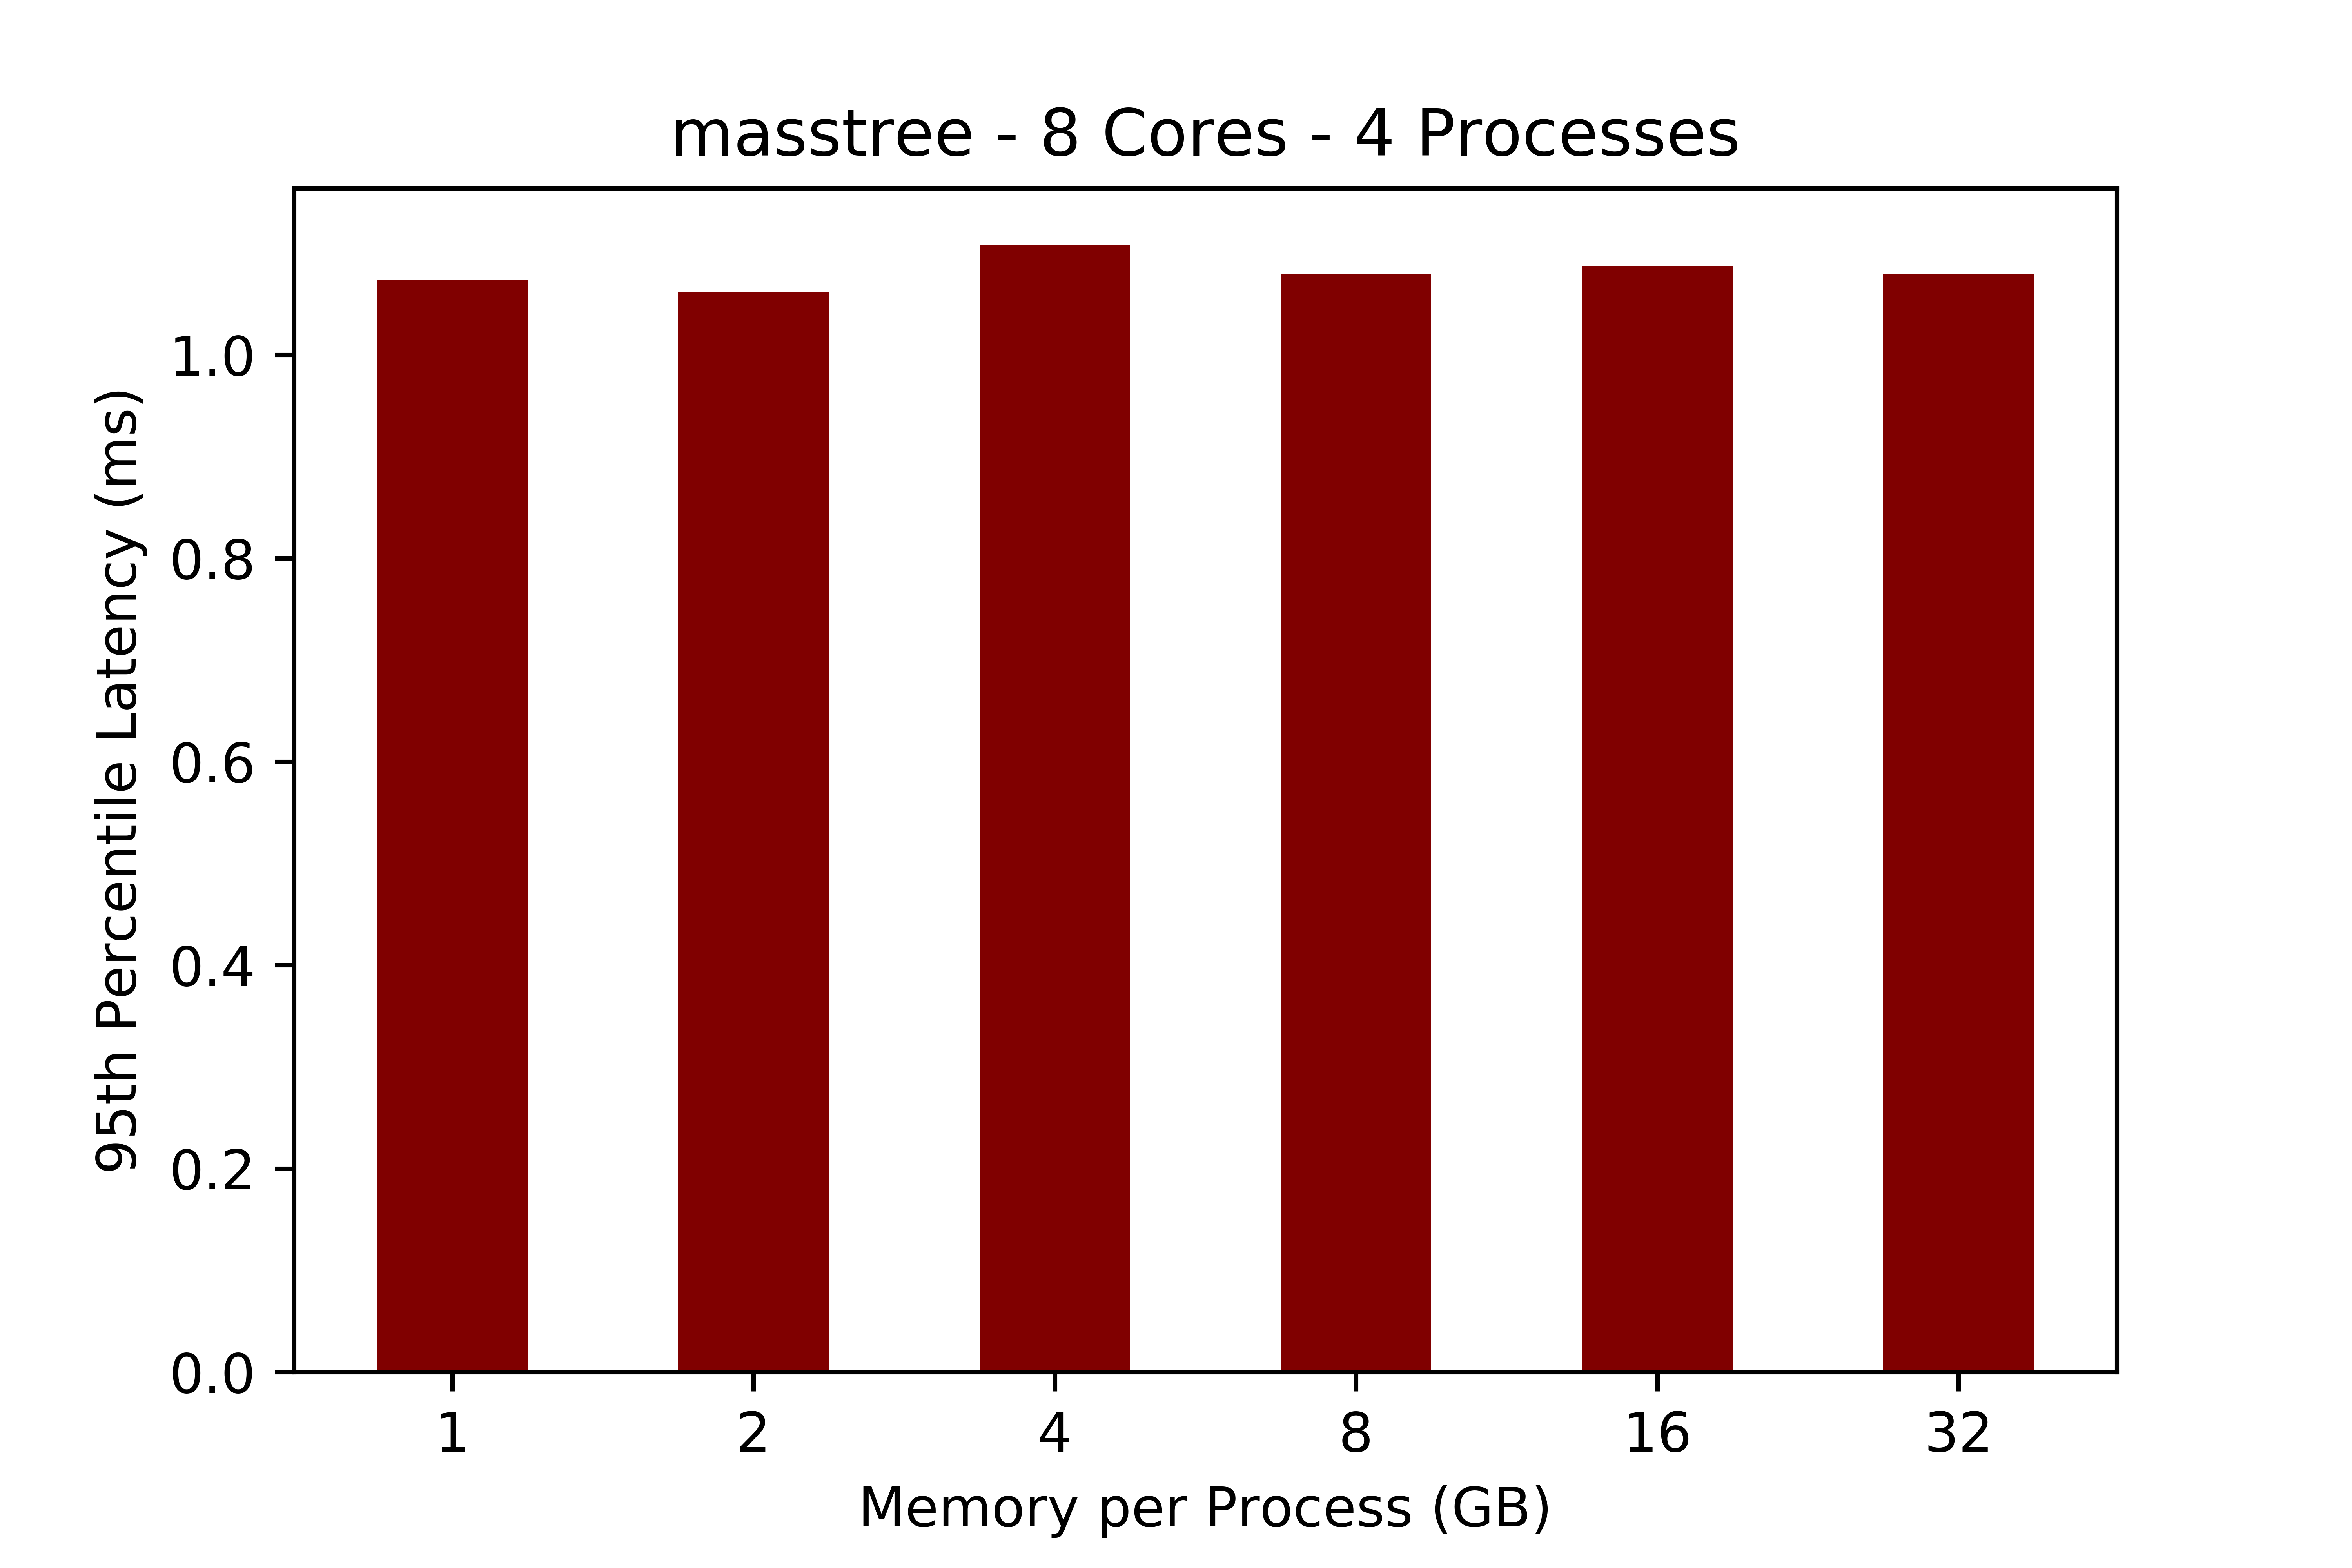 masstree - 8 Cores - 4 Processes
95th Percentile Latency (ms)
1.0
0.8
0.6
0.4
0.2
0.0
1 2 4 8 16 32
Memory per Process (GB)